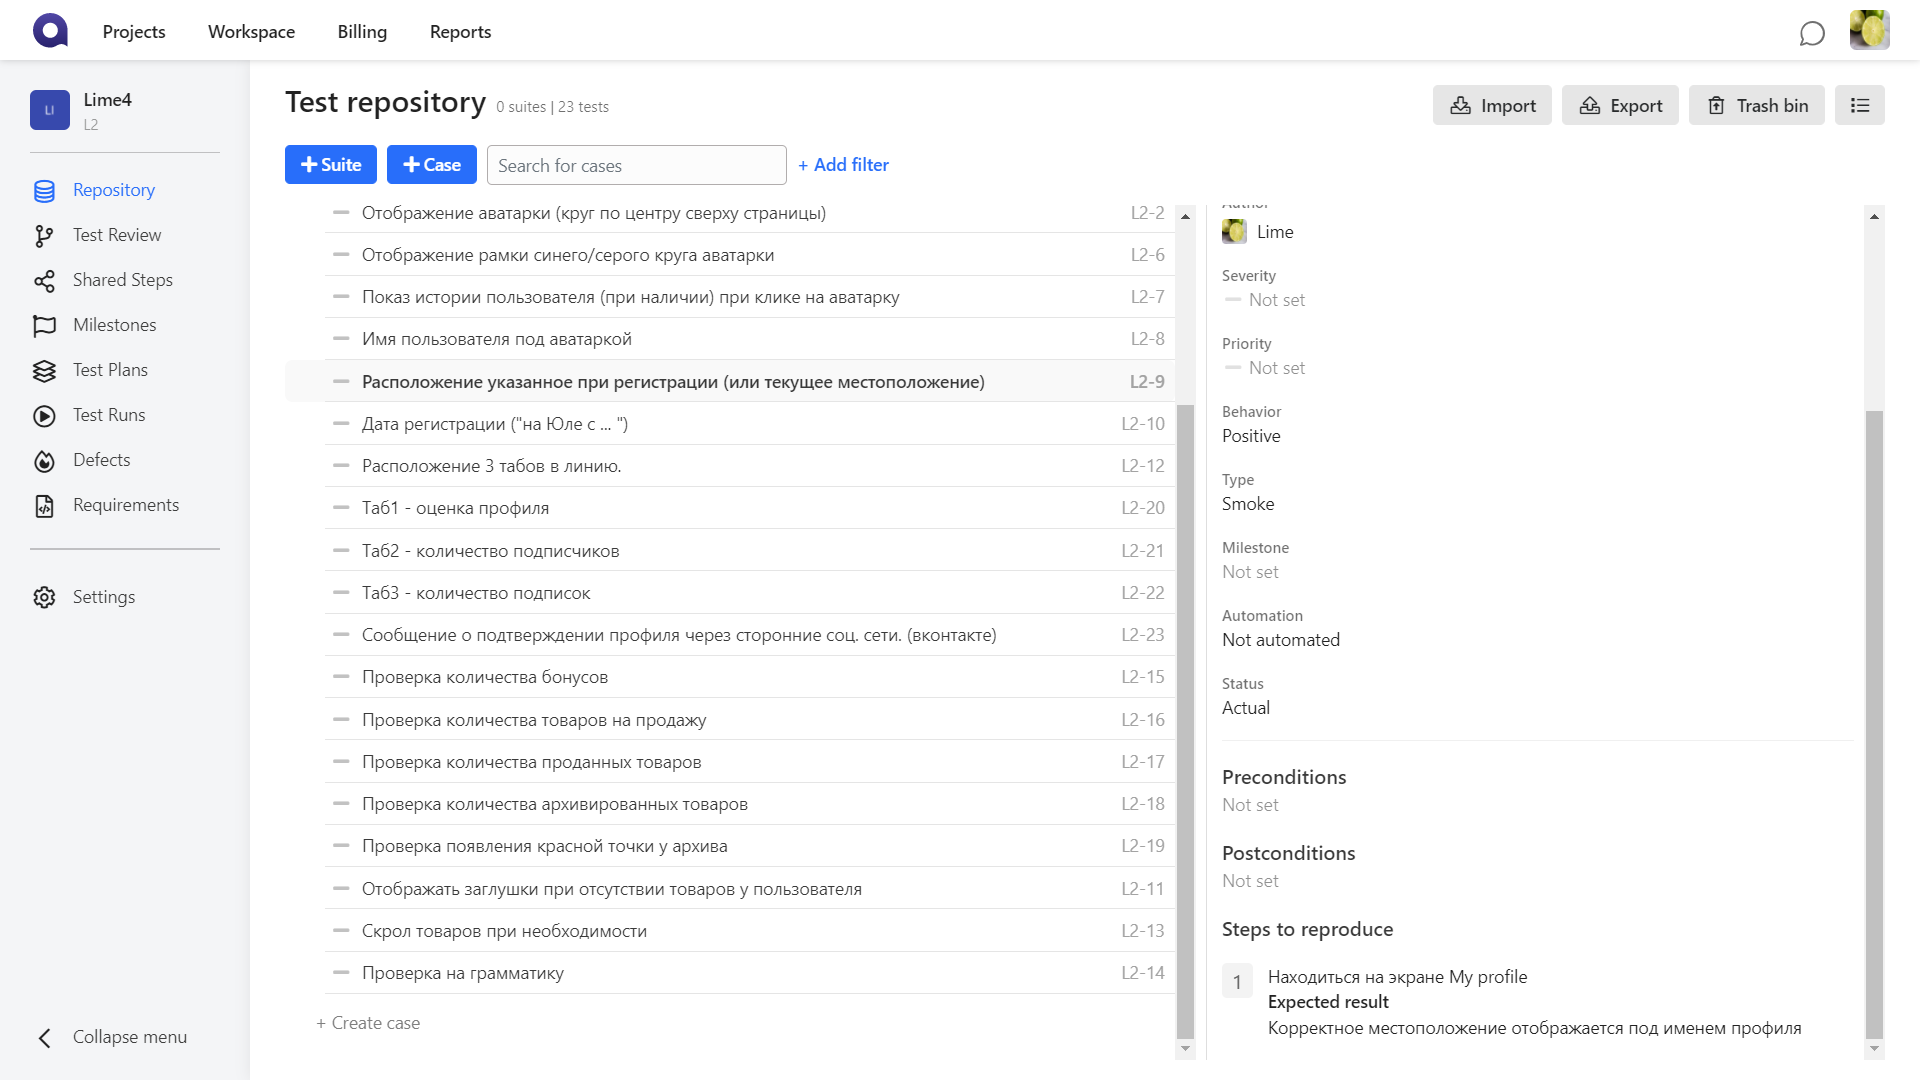 Projects
Workspace
Billing
Reports
LI
Lime4
L2
Repository
Test Review
Shared Steps
Milestones
Test Plans
Test Runs
Defects
Requirements
Settings
Collapse menu
Test repository 0 suites | 23 tests
Import
Export
Trash bin
Suite
Case
Search for cases
+ Add filter
Отображение аватарки (круг по центру сверху страницы) L2-2
Отображение рамки синего/серого круга аватарки L2-6
Показ истории пользователя (при наличии) при клике на аватарку L2-7
Имя пользователя под аватаркой L2-8
Расположение указанное при регистрации (или текущее местоположение) L2-9
Дата регистрации ("на Юле с ... ") L2-10
Расположение 3 табов в линию. L2-12
Таб1 - оценка профиля L2-20
Таб2 - количество подписчиков L2-21
Таб3 - количество подписок L2-22
Сообщение о подтверждении профиля через сторонние соц. сети. (вконтакте) L2-23
Проверка количества бонусов L2-15
Проверка количества товаров на продажу L2-16
Проверка количества проданных товаров L2-17
Проверка количества архивированных товаров L2-18
Проверка появления красной точки у архива L2-19
Отображать заглушки при отсутствии товаров у пользователя L2-11
Скрол товаров при необходимости L2-13
Проверка на грамматику L2-14
+ Create case
Author
Lime
Severity
Not set
Priority
Not set
Behavior
Positive
Type
Smoke
Milestone
Not set
Automation
Not automated
Status
Actual
Preconditions
Not set
Postconditions
Not set
Steps to reproduce
1
Находиться на экране My profile
Expected result
Корректное местоположение отображается под именем профиля